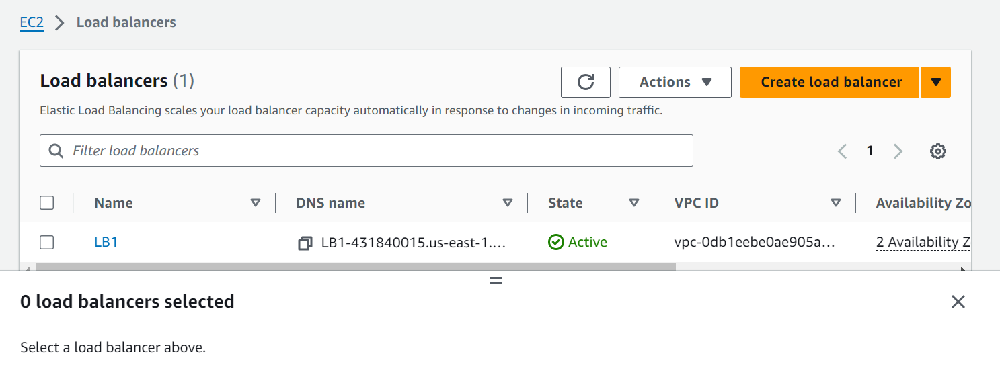 EC2 Load balancers
Load balancers (1)
Actions
Create load balancer
Elastic Load Balancing scales your load balancer capacity automatically in response to changes in incoming traffic.
Filter load balancers
1
Name DNS name State VPC ID Availability Zo
LB1 LB1-431840015.us-east-1.... Active vpc-0db1eebe0ae905a... 2 Availability Z
0 load balancers selected
Select a load balancer above.